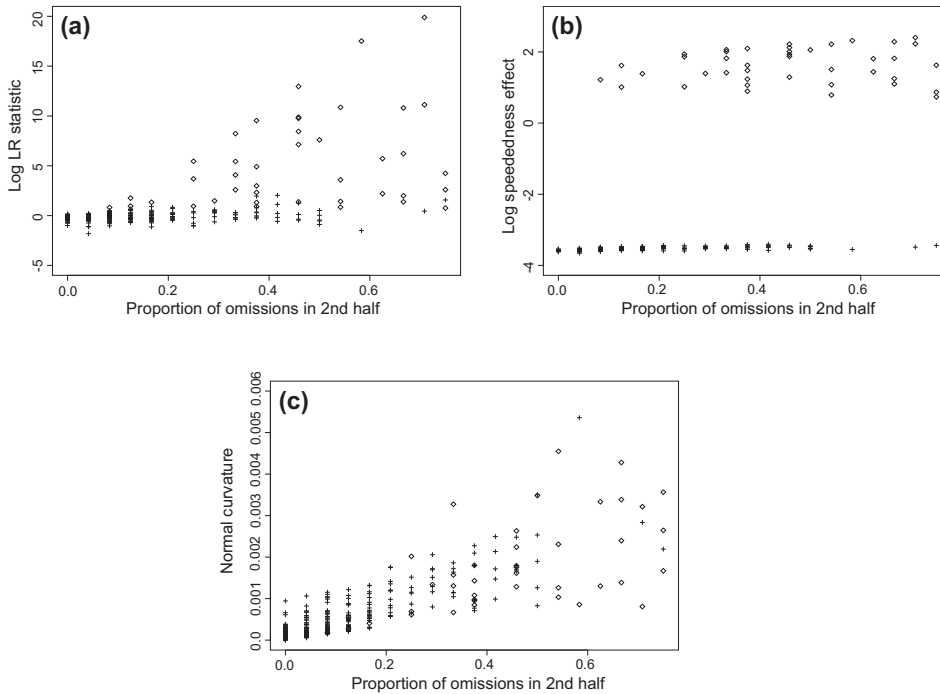 (a)
Log LR statistic
20
15
10
5
0
-5
0.0 0.2 0.4 0.6
Proportion of omissions in 2nd half
(b)
Log speededness effect
2
0
-2
-4
0.0 0.2 0.4 0.6
Proportion of omissions in 2nd half
(c)
Normal curvature
0.006
0.005
0.004
0.003
0.002
0.001
0.0
0.0 0.2 0.4 0.6
Proportion of omissions in 2nd half